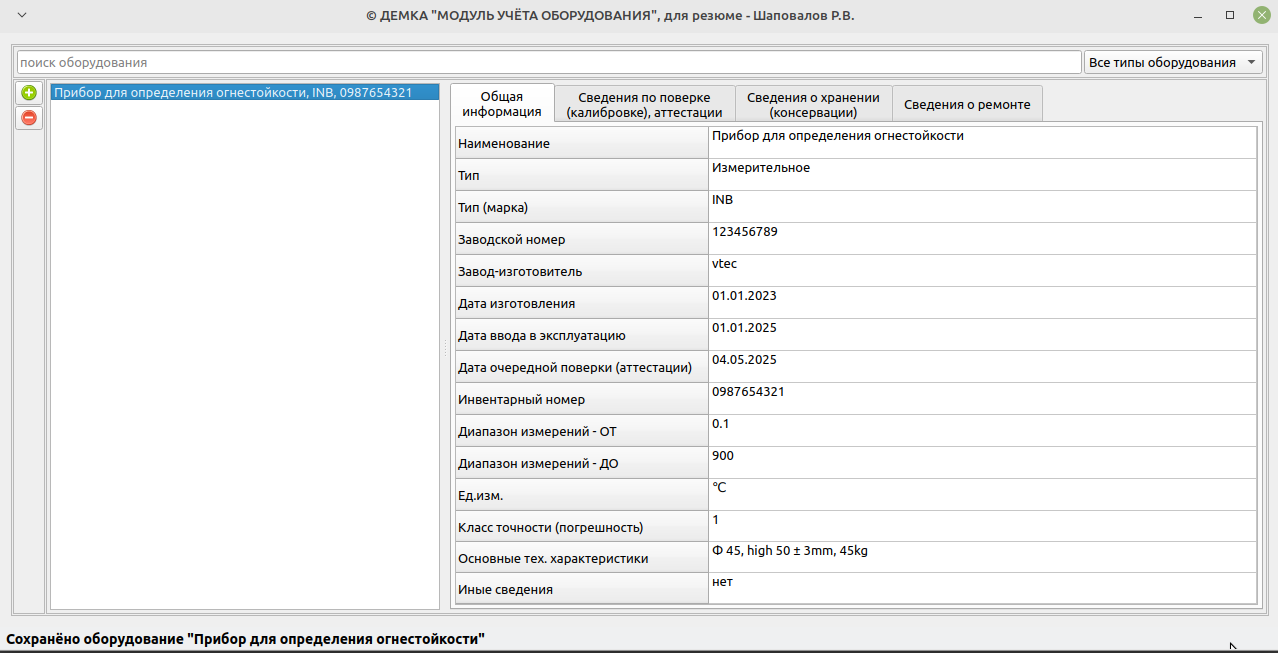 © ДЕМКА "МОДУЛЬ УЧЁТА ОБОРУДОВАНИЯ", для резюме - Шаповалов Р.В.
поиск оборудования
Все типы оборудования
Прибор для определения огнестойкости, INB, 0987654321
Общая
информация
Сведения по поверке
(калибровке), аттестации
Сведения о хранении
(консервации)
Сведения о ремонте
Наименование
Прибор для определения огнестойкости
Тип
Измерительное
Тип (марка)
INB
Заводской номер
123456789
Завод-изготовитель
vtec
Дата изготовления
01.01.2023
Дата ввода в эксплуатацию
01.01.2025
Дата очередной поверки (аттестации)
04.05.2025
Инвентарный номер
0987654321
Диапазон измерений - ОТ
0.1
Диапазон измерений - ДО
900
Ед.изм.
°C
Класс точности (погрешность)
1
Основные тех. характеристики
Ф 45, high 50 ± 3mm, 45kg
Иные сведения
нет
Сохранёно оборудование "Прибор для определения огнестойкости"